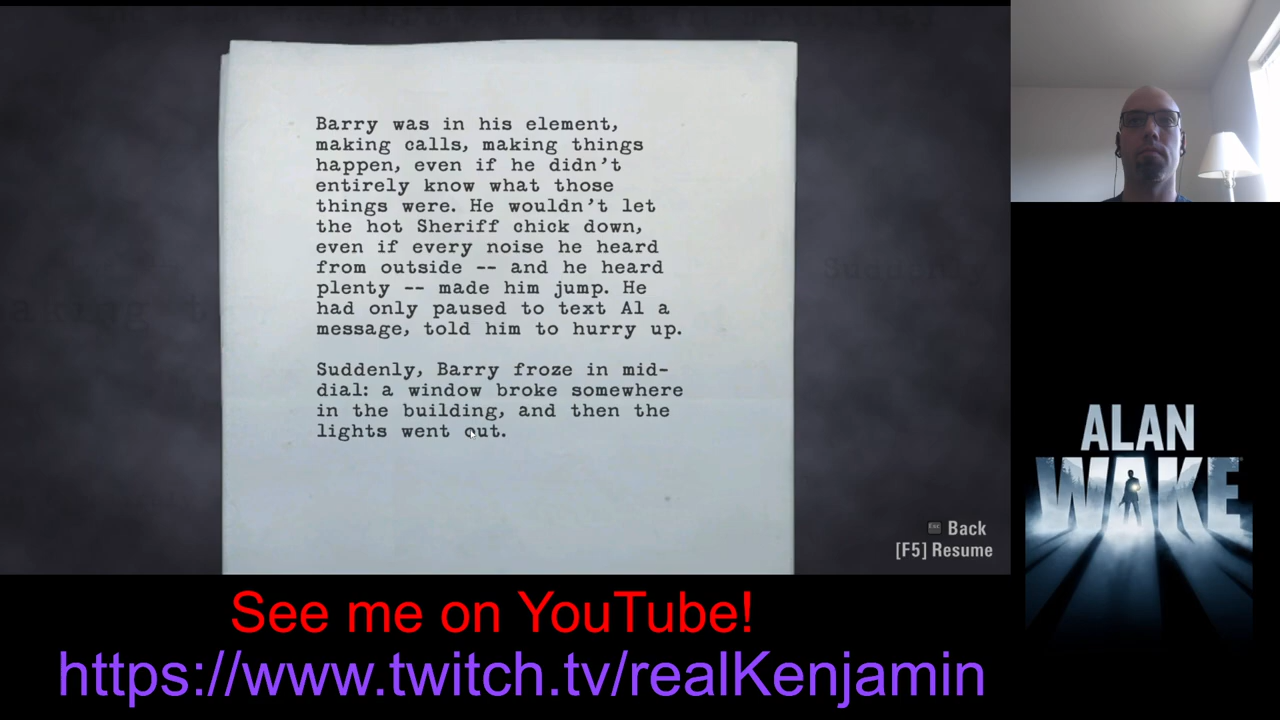 Barry was in his element,
making calls, making things
happen, even if he didn't
entirely know what those
things were. He wouldn't let
the hot Sheriff chick down,
even if every noise he heard
from outside -- and he heard
plenty -- made him jump. He
had only paused to text Al a
message, told him to hurry up.
Suddenly, Barry froze in mid-
dial: a window broke somewhere
in the building, and then the
lights went out.
Suddenly
making
Esc Back
[F5] Resume
ALAN
WAKE
See me on YouTube!
https://www.twitch.tv/realKenjamin